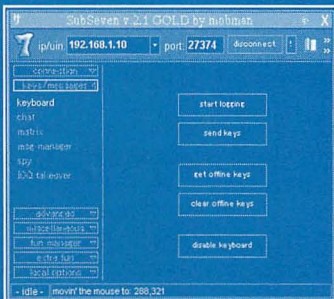 SubSeven v 2.1 GOLD by mobman
ip/uin: 192.168.1.10 port: 27374 disconnect
connection
keys/messages
keyboard
chat
matrix
msg manager
spy
ICQ takeover
advanced
miscellaneous
fun manager
extra fun
local options
start logging
send keys
get offline keys
clear offline keys
disable keyboard
- idle - movin' the mouse to: 288,321